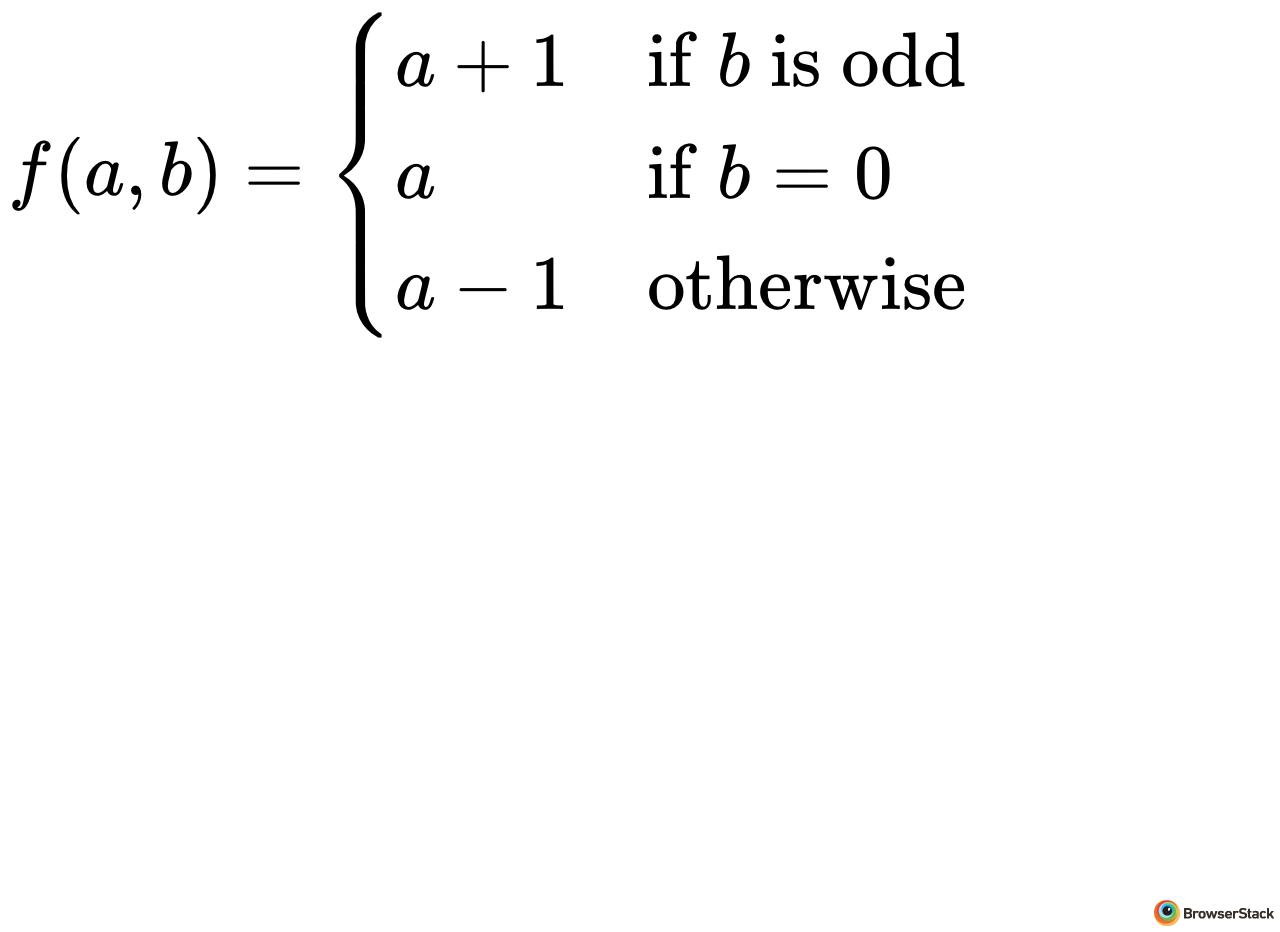 f(a, b) = { a + 1 if b is odd
a if b = 0
a − 1 otherwise
BrowserStack